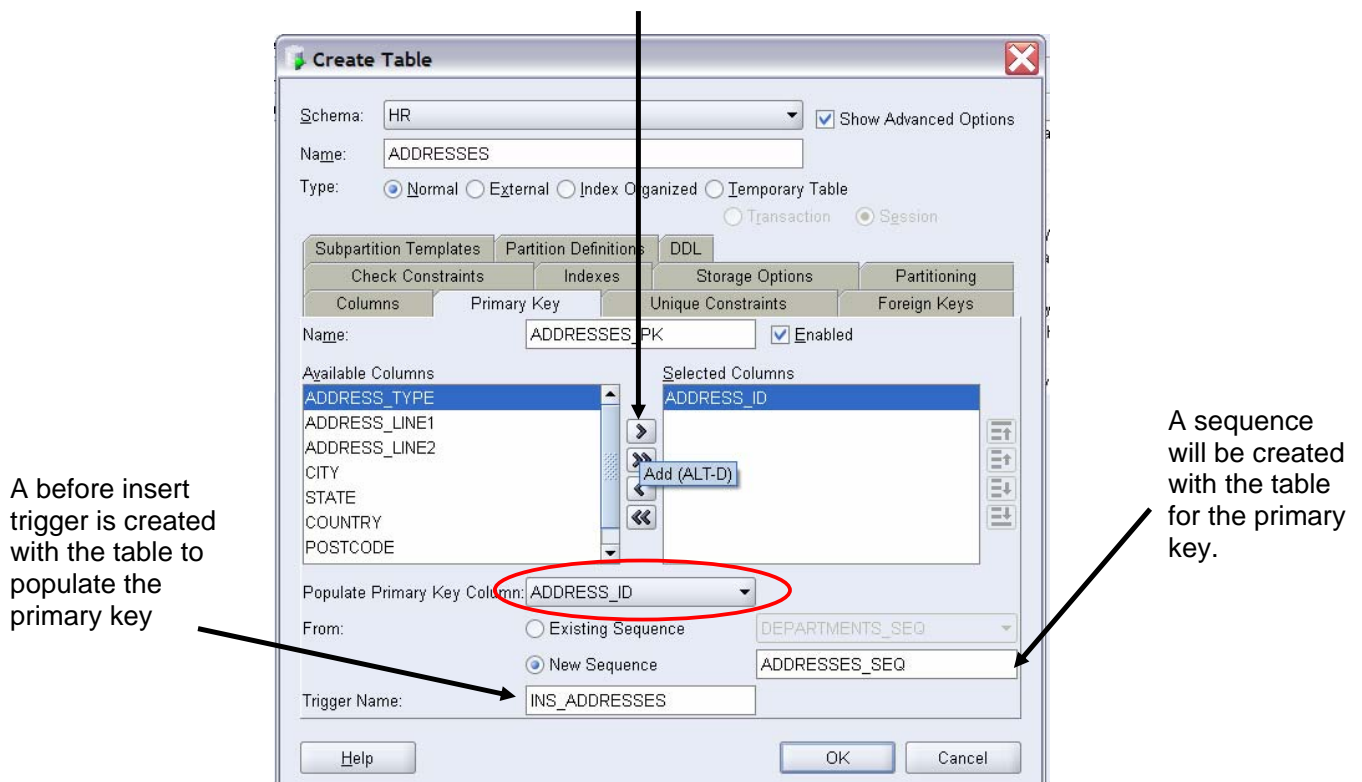 Create Table
Schema: HR Show Advanced Options
Name: ADDRESSES
Type: Normal External Index Organized Temporary Table
Transaction Session
Subpartition Templates Partition Definitions DDL
Check Constraints Indexes Storage Options Partitioning
Columns Primary Key Unique Constraints Foreign Keys
Name: ADDRESSES_PK Enabled
Available Columns Selected Columns
ADDRESS_TYPE ADDRESS_ID
ADDRESS_LINE1
ADDRESS_LINE2
CITY
STATE
COUNTRY
POSTCODE
Add (ALT-D)
Populate Primary Key Column: ADDRESS_ID
From: Existing Sequence DEPARTMENTS_SEQ
New Sequence ADDRESSES_SEQ
Trigger Name: INS_ADDRESSES
Help OK Cancel
A before insert
trigger is created
with the table to
populate the
primary key
A sequence
will be created
with the table
for the primary
key.